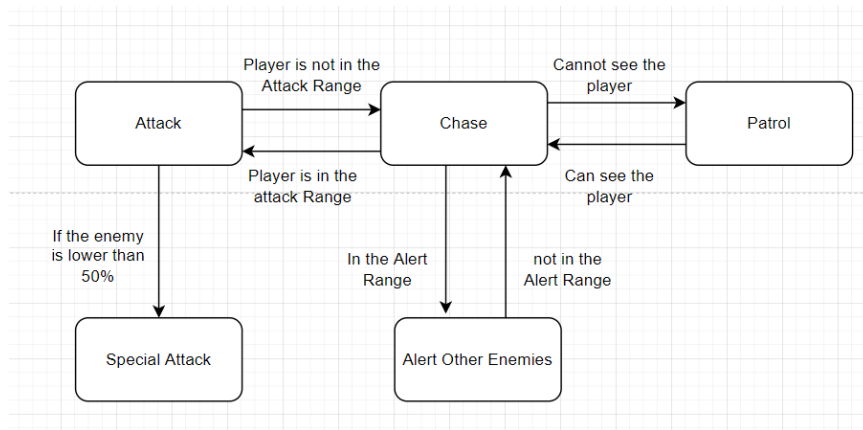 Player is not in the
Attack Range
Cannot see the
player
Attack
Chase
Patrol
Player is in the
attack Range
Can see the
player
If the enemy
is lower than
50%
In the Alert
Range
not in the
Alert Range
Special Attack
Alert Other Enemies